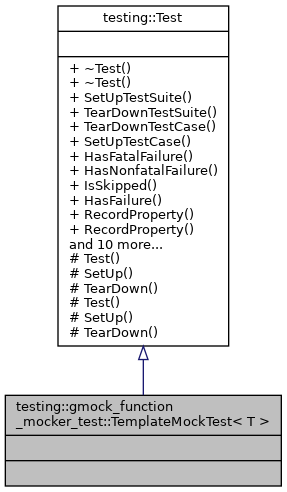 testing::Test
+ ~Test()
+ ~Test()
+ SetUpTestSuite()
+ TearDownTestSuite()
+ TearDownTestCase()
+ SetUpTestCase()
+ HasFatalFailure()
+ HasNonfatalFailure()
+ IsSkipped()
+ HasFailure()
+ RecordProperty()
+ RecordProperty()
and 10 more...
# Test()
# SetUp()
# TearDown()
# Test()
# SetUp()
# TearDown()
testing::gmock_function
_mocker_test::TemplateMockTest< T >